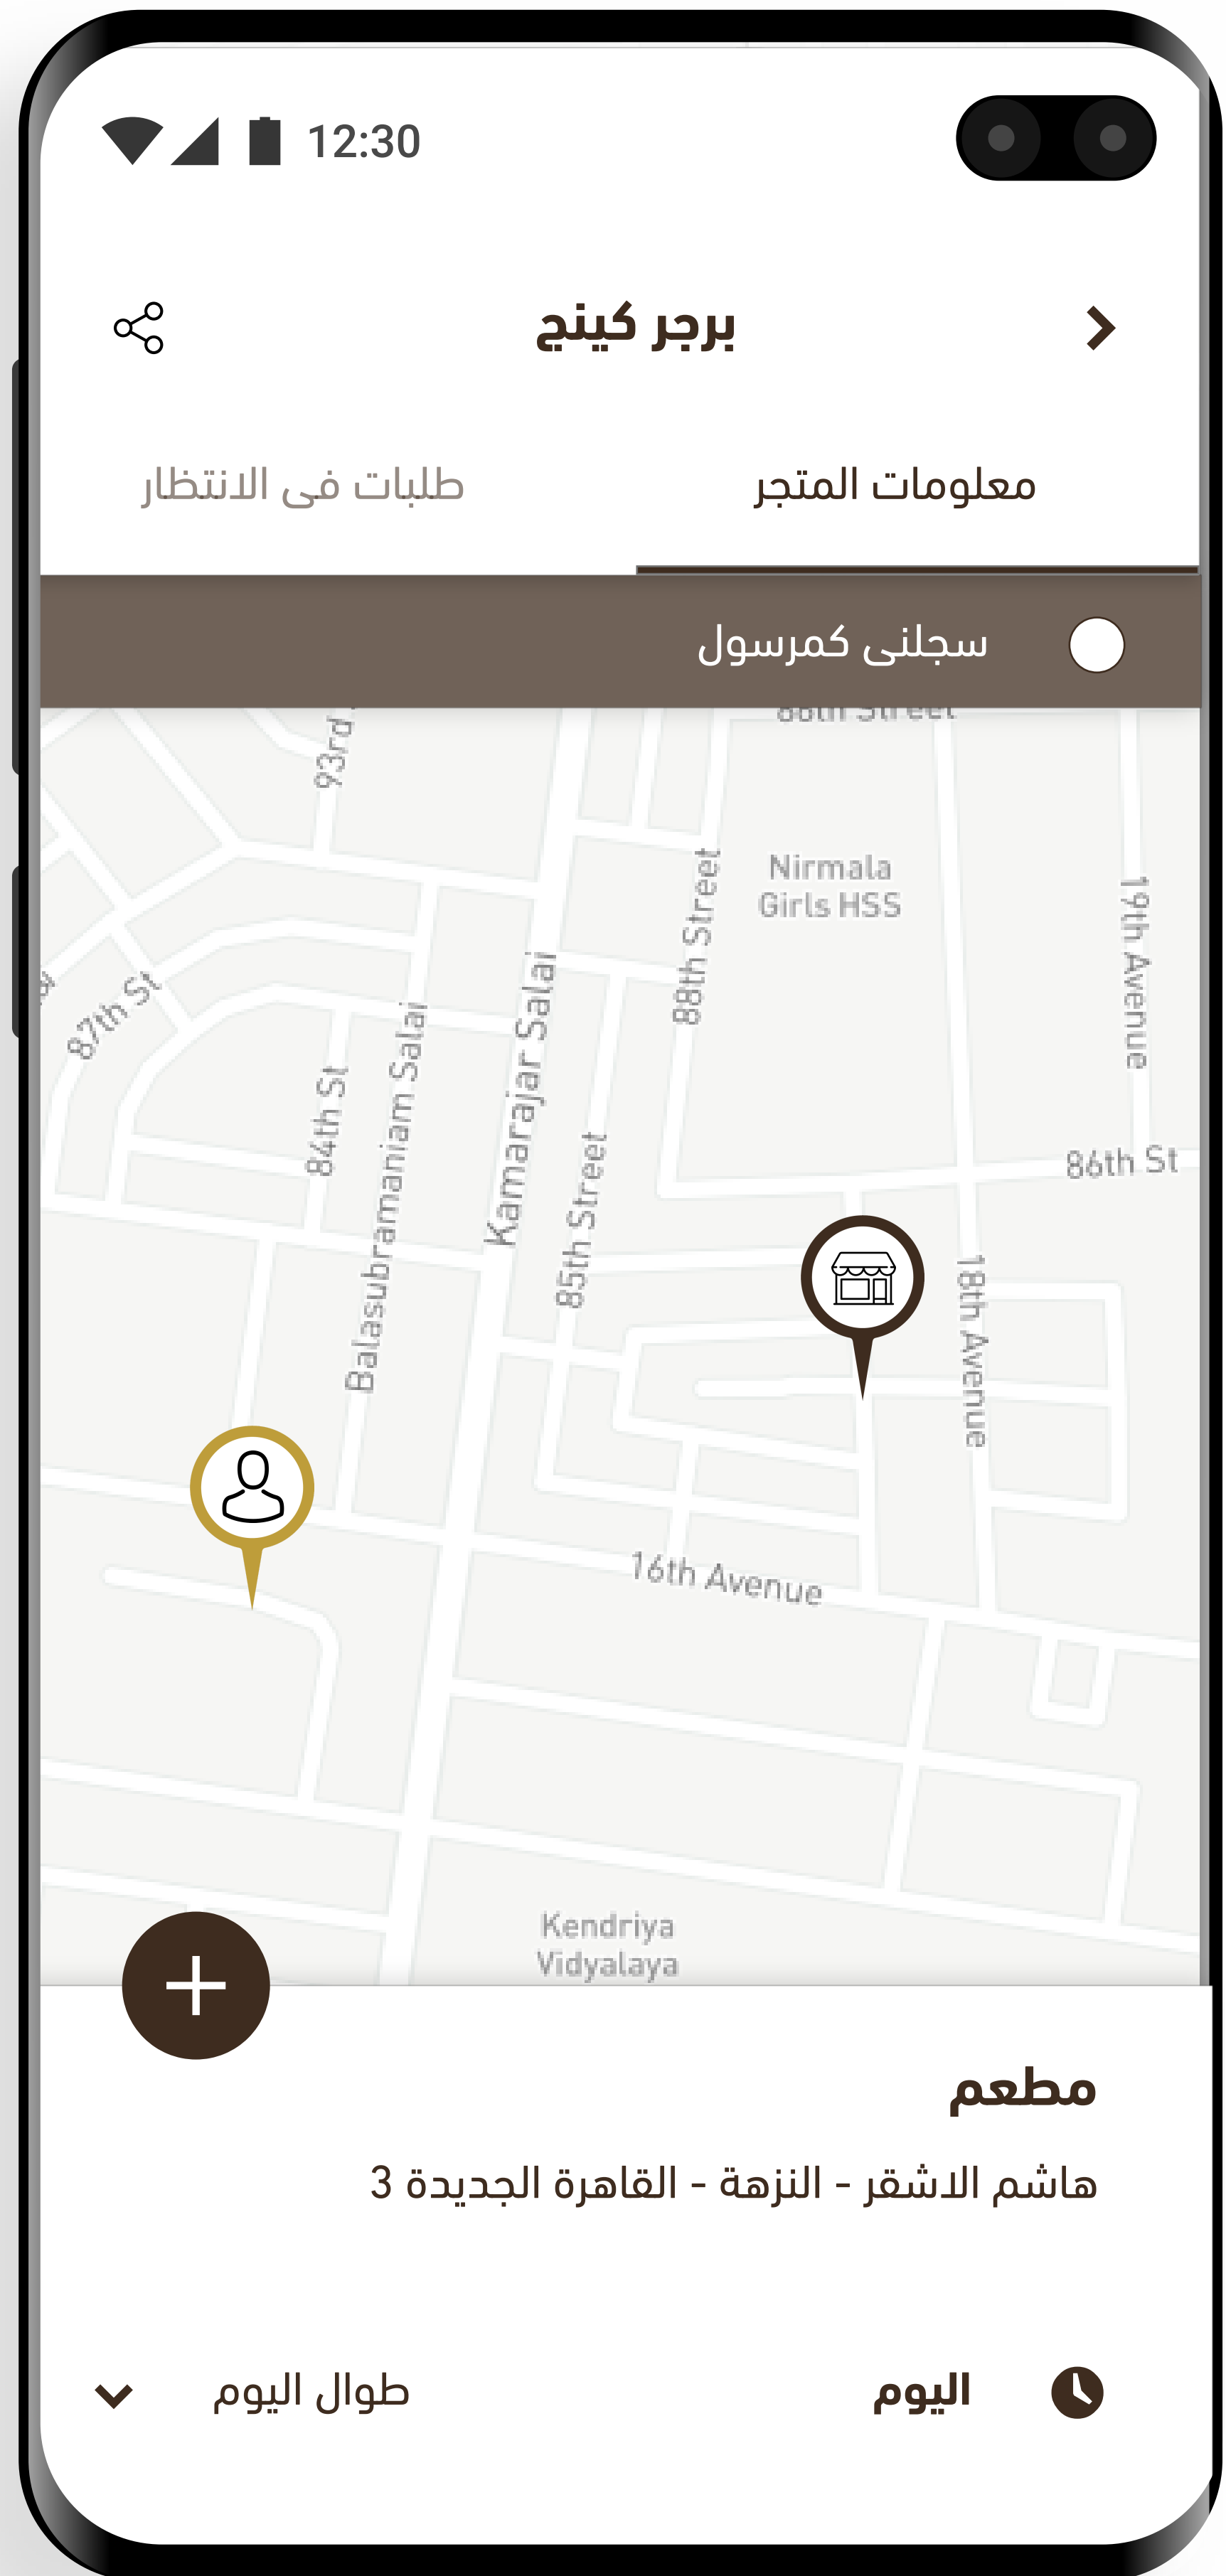 12:30
برجر كينج
معلومات المتجر
طلبات فى الانتظار
سجلنى كمرسول
93rd
88th Street
Nirmala
Girls HSS
88th Street
19th Avenue
87th St
84th St
Balasubramaniam Salai
Kamarajar Salai
85th Street
86th St
18th Avenue
16th Avenue
Kendriya
Vidyalaya
مطعم
هاشم الاشقر - النزهة - القاهرة الجديدة 3
اليوم
طوال اليوم